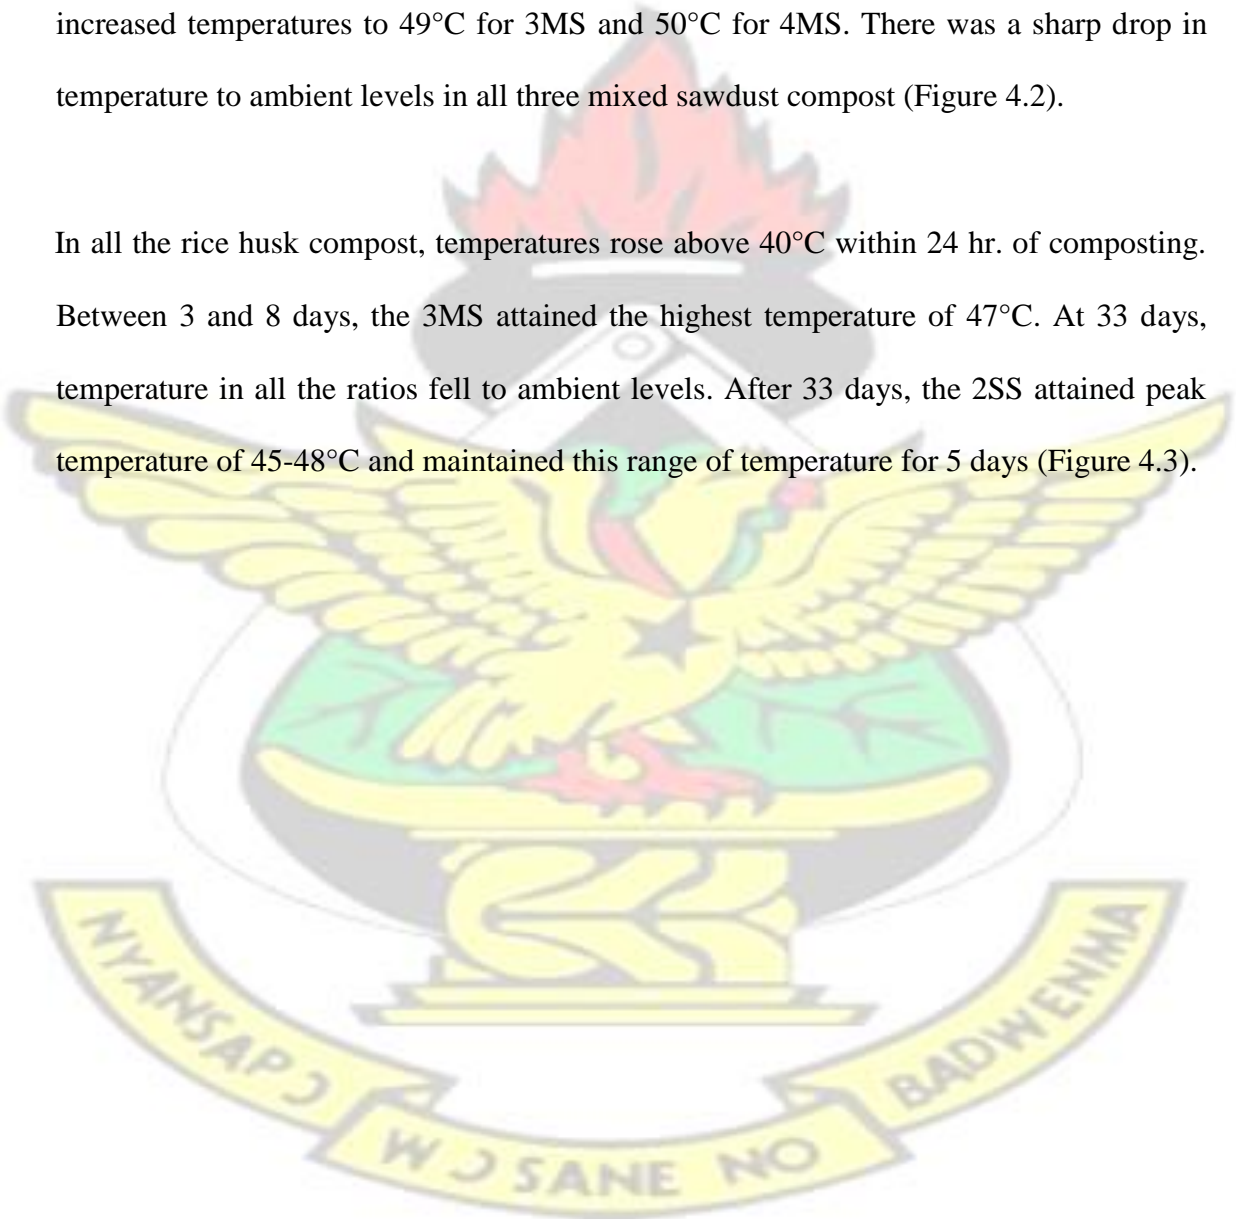 increased temperatures to 49°C for 3MS and 50°C for 4MS. There was a sharp drop in
temperature to ambient levels in all three mixed sawdust compost (Figure 4.2).
In all the rice husk compost, temperatures rose above 40°C within 24 hr. of composting.
Between 3 and 8 days, the 3MS attained the highest temperature of 47°C. At 33 days,
temperature in all the ratios fell to ambient levels. After 33 days, the 2SS attained peak
temperature of 45-48°C and maintained this range of temperature for 5 days (Figure 4.3).
NYANSAPƆ
WƆSANE NO
BADWENMA